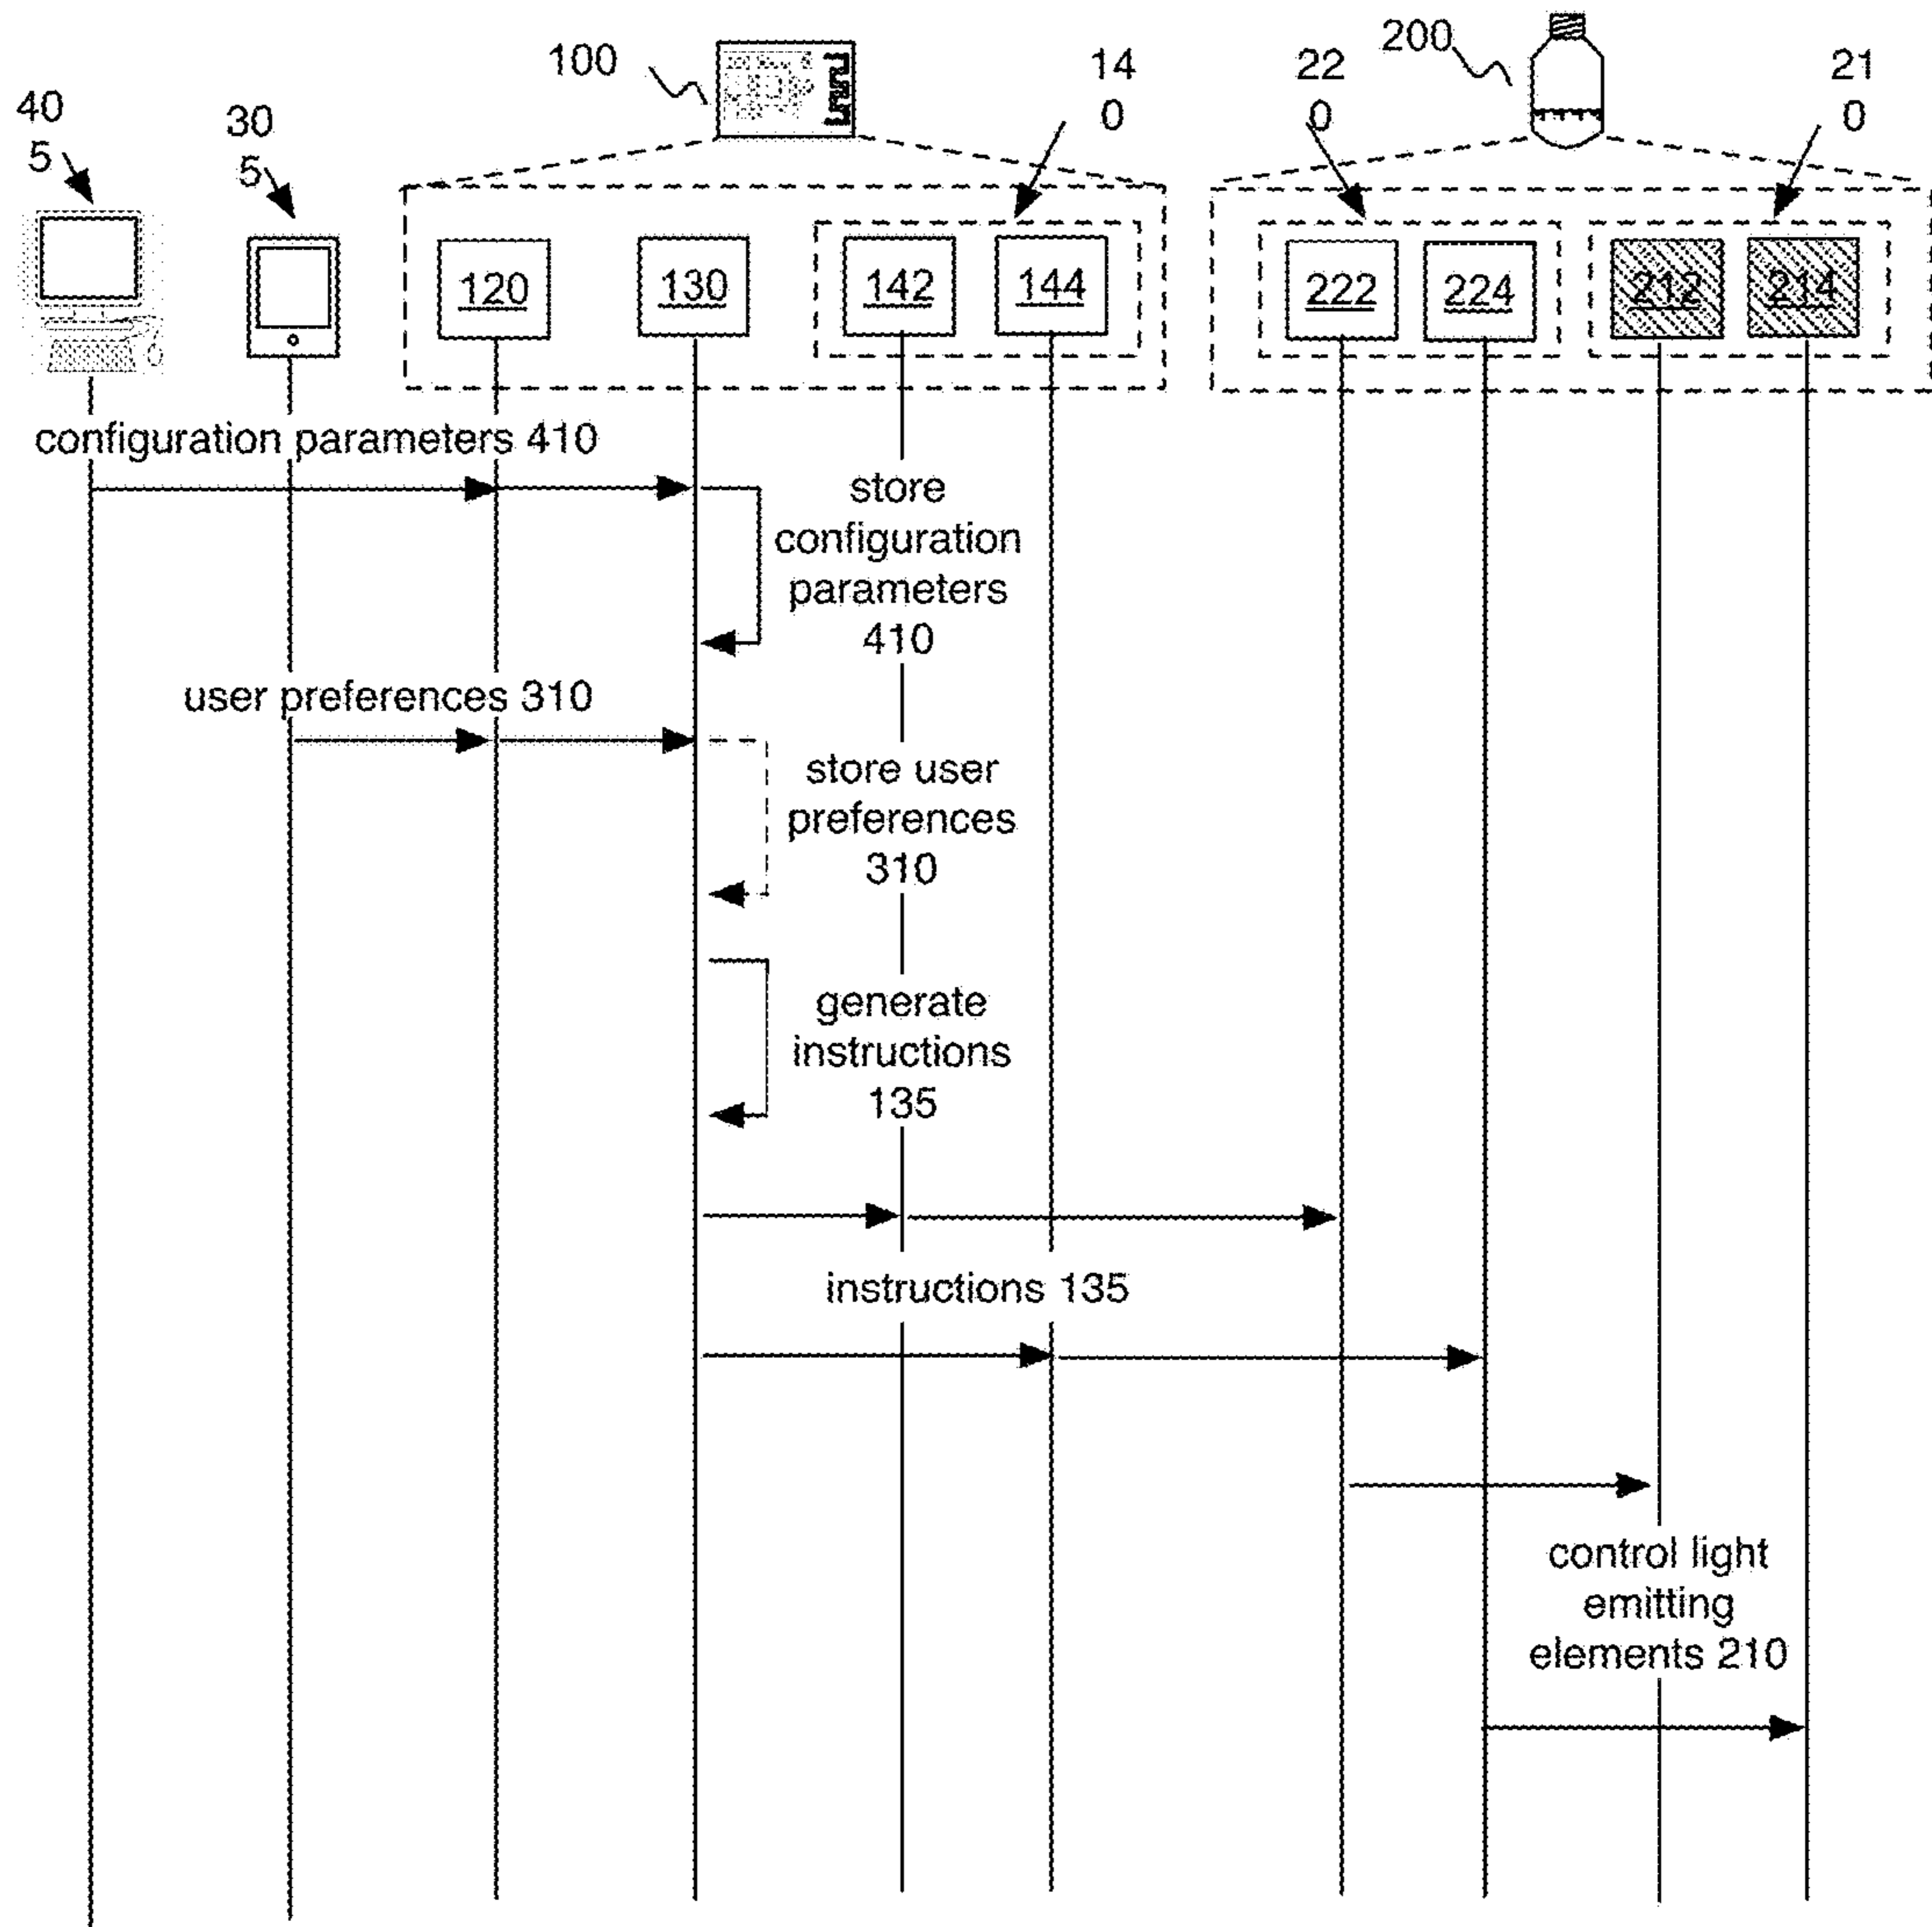 100
14
0
22
0
200
21
0
40
5
30
5
120
130
142
144
222
224
212
214
configuration parameters 410
store
configuration
parameters
410
user preferences 310
store user
preferences
310
generate
instructions
135
instructions 135
control light
emitting
elements 210